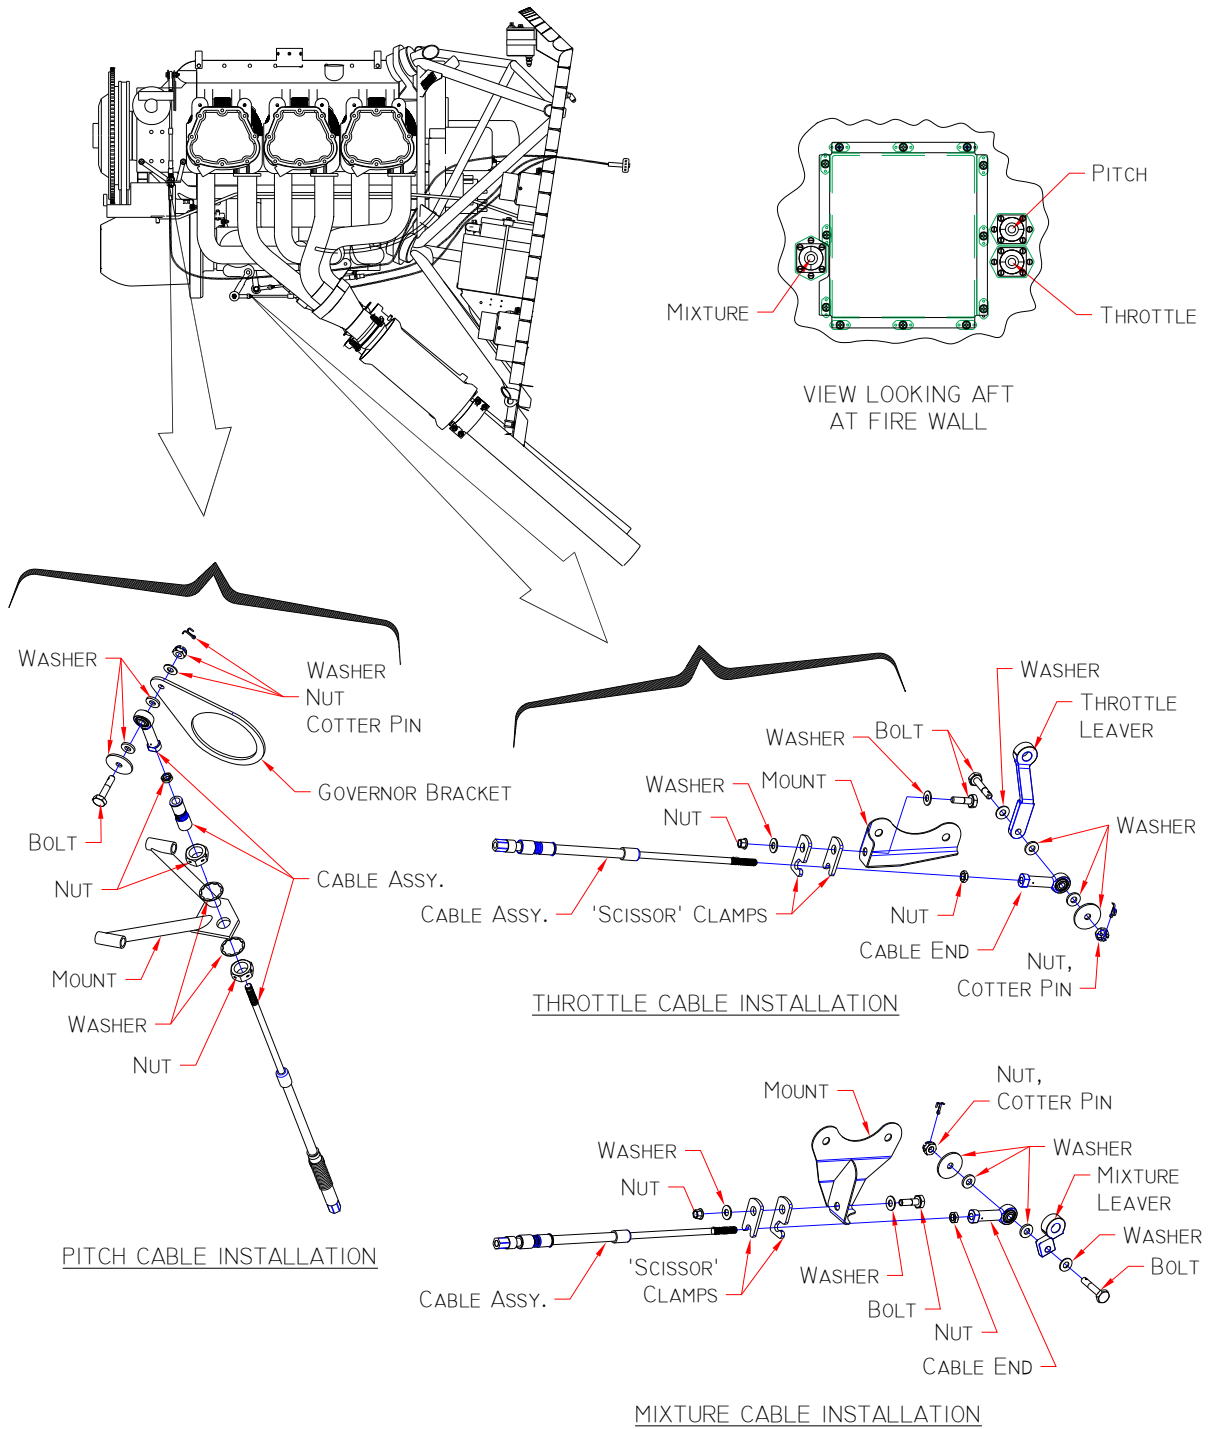 PITCH
MIXTURE
THROTTLE
VIEW LOOKING AFT
AT FIRE WALL
WASHER
WASHER
NUT
COTTER PIN
GOVERNOR BRACKET
BOLT
NUT
CABLE ASSY.
MOUNT
WASHER
NUT
PITCH CABLE INSTALLATION
WASHER
THROTTLE
LEAVER
BOLT
WASHER
MOUNT
WASHER
NUT
WASHER
CABLE ASSY.
'SCISSOR' CLAMPS
NUT
CABLE END
NUT,
COTTER PIN
THROTTLE CABLE INSTALLATION
NUT,
COTTER PIN
MOUNT
WASHER
NUT
WASHER
MIXTURE
LEAVER
WASHER
BOLT
'SCISSOR'
CLAMPS
WASHER
CABLE ASSY.
BOLT
NUT
CABLE END
MIXTURE CABLE INSTALLATION